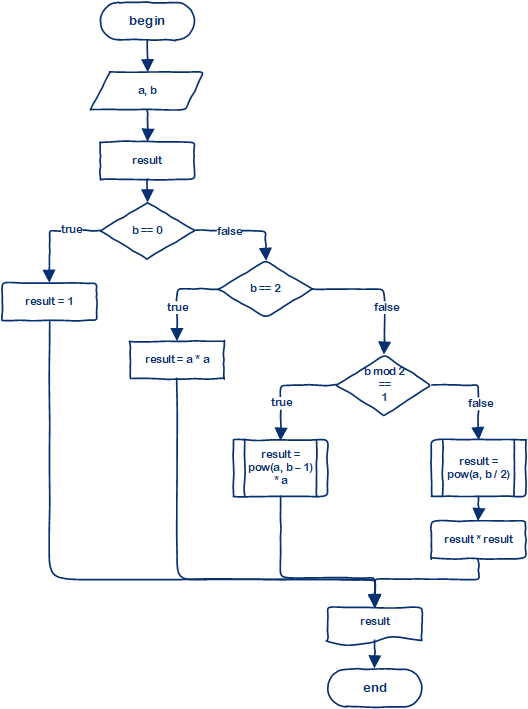 begin
a, b
result
b == 0
true
false
b == 2
result = 1
true
false
result = a * a
b mod 2
==
1
true
false
result =
pow(a, b – 1)
* a
result =
pow(a, b / 2)
result * result
result
end